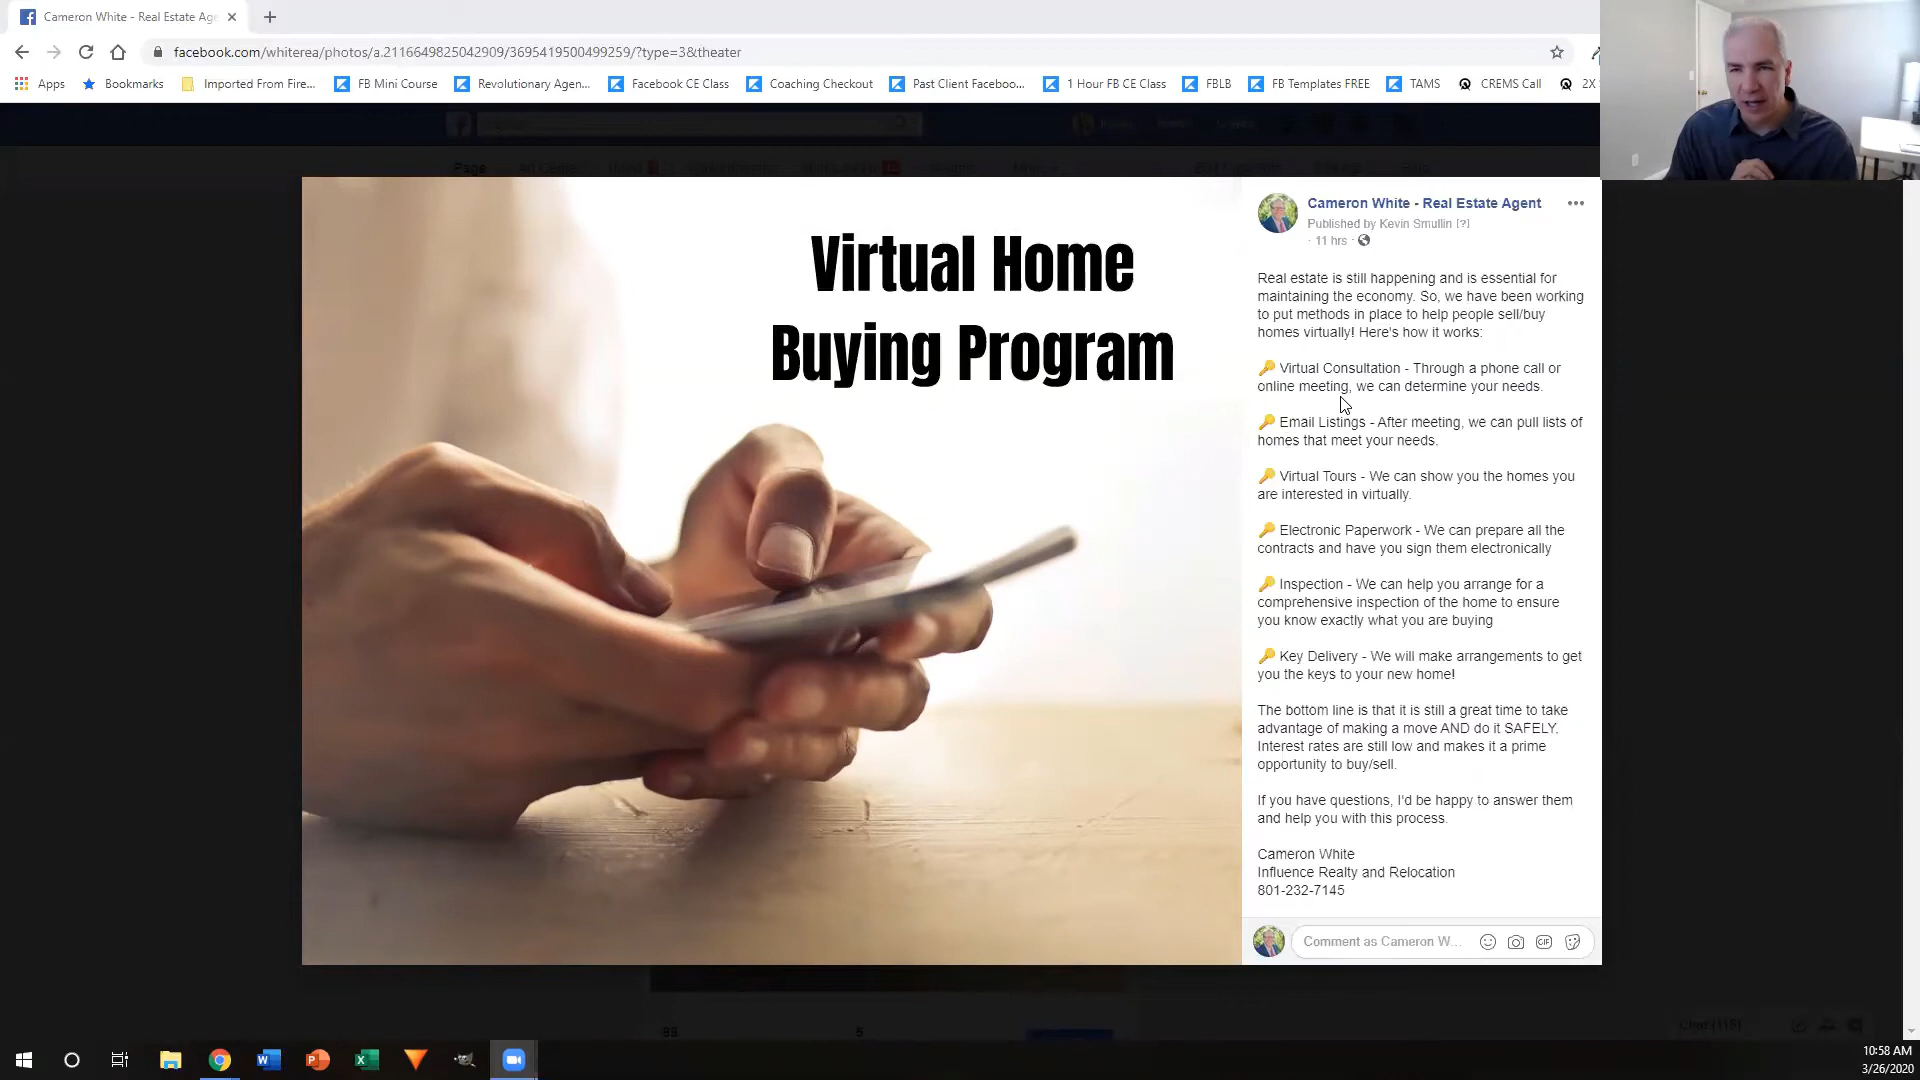 Cameron White - Real Estate Age
facebook.com/whiterea/photos/a.2116649825042909/3695419500499259/?type=3&theater
Apps
Bookmarks
Imported From Fire...
FB Mini Course
Revolutionary Agen...
Facebook CE Class
Coaching Checkout
Past Client Faceboo...
1 Hour FB CE Class
FBLB
FB Templates FREE
TAMS
CREMS Call
2X
Page
Virtual Home
Buying Program
Cameron White - Real Estate Agent
Published by Kevin Smullin [?]
· 11 hrs ·
Real estate is still happening and is essential for
maintaining the economy. So, we have been working
to put methods in place to help people sell/buy
homes virtually! Here's how it works:
🔑 Virtual Consultation - Through a phone call or
online meeting, we can determine your needs.
🔑 Email Listings - After meeting, we can pull lists of
homes that meet your needs.
🔑 Virtual Tours - We can show you the homes you
are interested in virtually.
🔑 Electronic Paperwork - We can prepare all the
contracts and have you sign them electronically
🔑 Inspection - We can help you arrange for a
comprehensive inspection of the home to ensure
you know exactly what you are buying
🔑 Key Delivery - We will make arrangements to get
you the keys to your new home!
The bottom line is that it is still a great time to take
advantage of making a move AND do it SAFELY.
Interest rates are still low and makes it a prime
opportunity to buy/sell.
If you have questions, I'd be happy to answer them
and help you with this process.
Cameron White
Influence Realty and Relocation
801-232-7145
Comment as Cameron W...
GIF
10:58 AM
3/26/2020